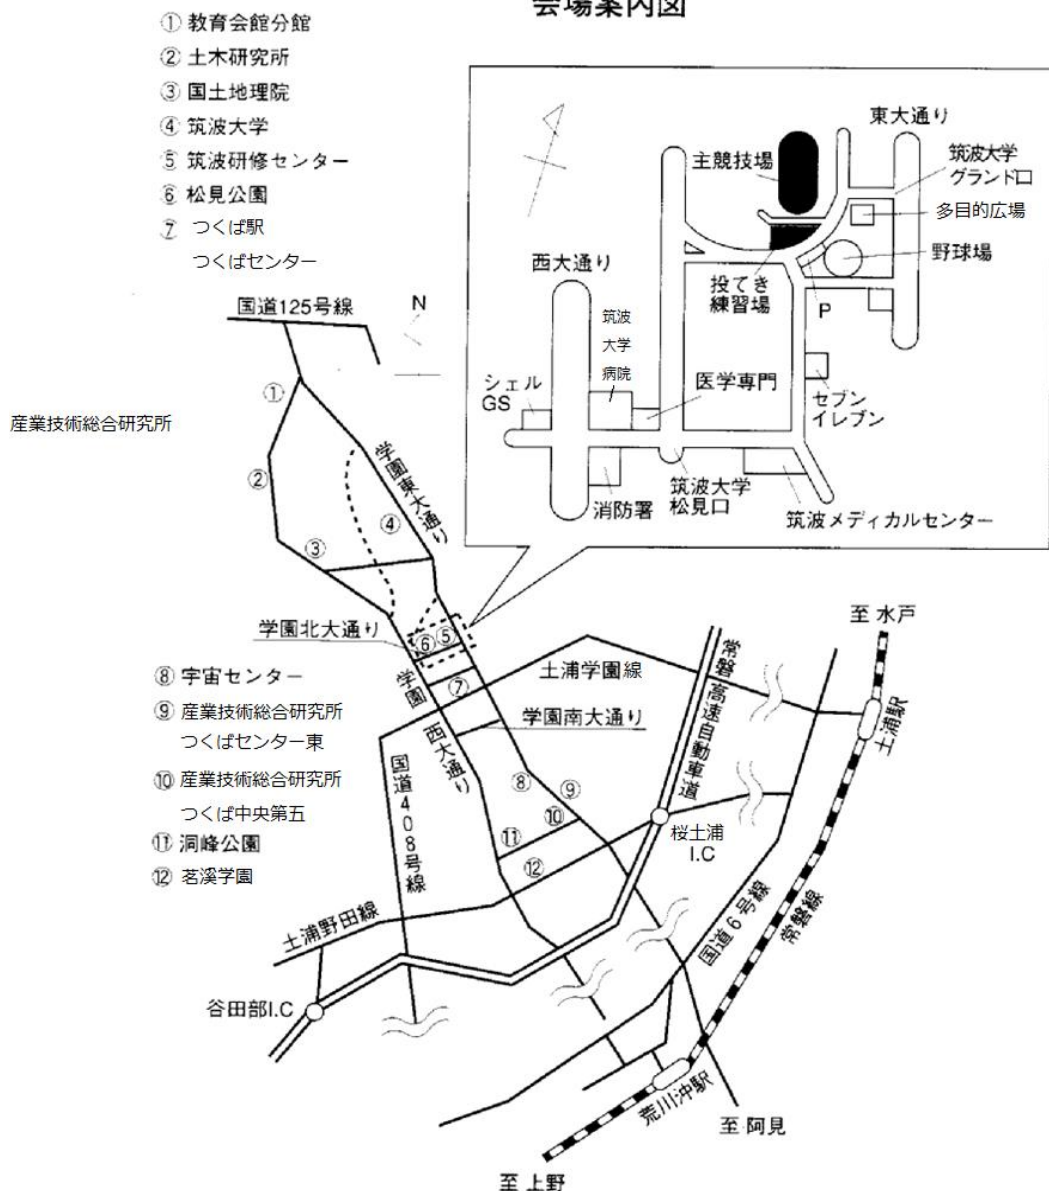 会場案内図
① 教育会館分館
② 土木研究所
③ 国土地理院
④ 筑波大学
⑤ 筑波研修センター
⑥ 松見公園
⑦ つくば駅
つくばセンター
東大通り
主競技場
筑波大学
グランド口
多目的広場
野球場
西大通り
投てき
練習場
P
筑波
大学
病院
医学専門
シェル
GS
セブン
イレブン
消防署
筑波大学
松見口
筑波メディカルセンター
国道125号線
N
①
産業技術総合研究所
②
学園東大通り
④
③
学園北大通り
⑥
⑤
⑦
学園
西大通り
土浦学園線
学園南大通り
常磐高速自動車道
至 水戸
土浦駅
⑧ 宇宙センター
⑨ 産業技術総合研究所
つくばセンター東
⑩ 産業技術総合研究所
つくば中央第五
⑪ 洞峰公園
⑫ 茗溪学園
国道408号線
⑧
⑨
⑩
⑪
⑫
桜土浦
I.C
土浦野田線
谷田部I.C
国道6号線
常磐線
荒川沖駅
至 阿見
至 上野